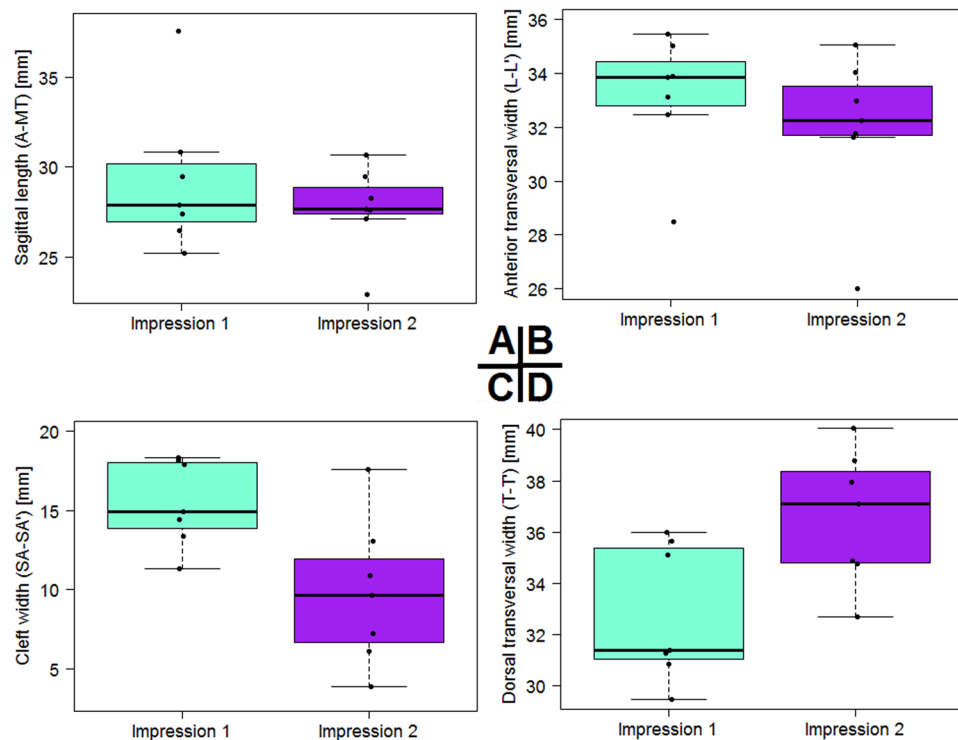 Sagittal length (A-MT) [mm]
35
30
25
Impression 1
Impression 2
Anterior transversal width (L-L') [mm]
36
34
32
30
28
26
Impression 1
Impression 2
A B
C D
Cleft width (SA-SA') [mm]
20
15
10
5
Impression 1
Impression 2
Dorsal transversal width (T-T') [mm]
40
38
36
32
31
30
Impression 1
Impression 2